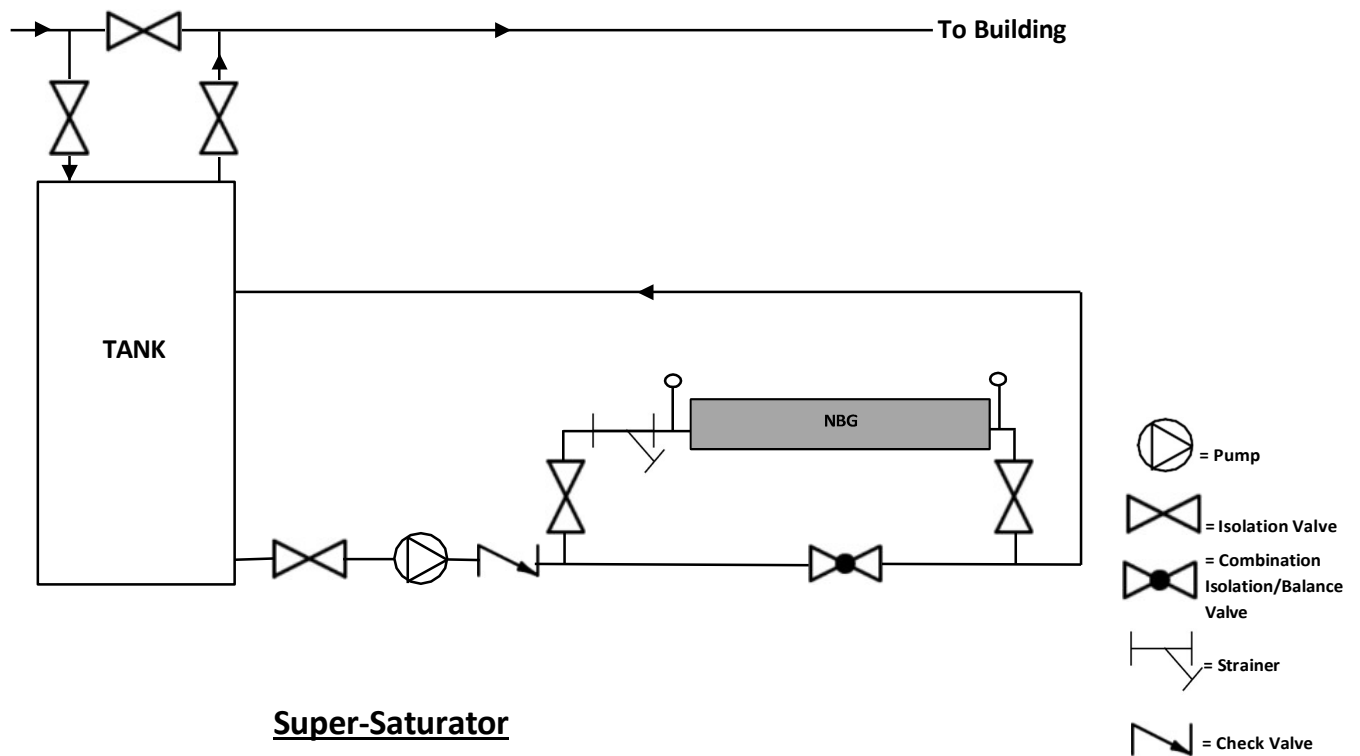 To Building
TANK
NBG
= Pump
= Isolation Valve
= Combination
Isolation/Balance
Valve
= Strainer
= Check Valve
Super-Saturator